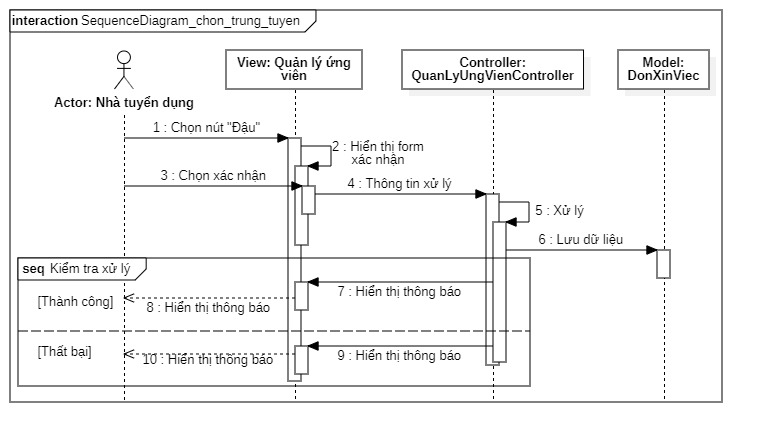 interaction SequenceDiagram_chon_trung_tuyen
View: Quản lý ứng
viên
Controller:
QuanLyUngVienController
Model:
DonXinViec
Actor: Nhà tuyển dụng
1 : Chọn nút "Đậu"
2 : Hiển thị form
xác nhận
3 : Chọn xác nhận
4 : Thông tin xử lý
5 : Xử lý
6 : Lưu dữ liệu
seq Kiểm tra xử lý
7 : Hiển thị thông báo
[Thành công]
8 : Hiển thị thông báo
[Thất bại]
9 : Hiển thị thông báo
10 : Hiển thị thông báo